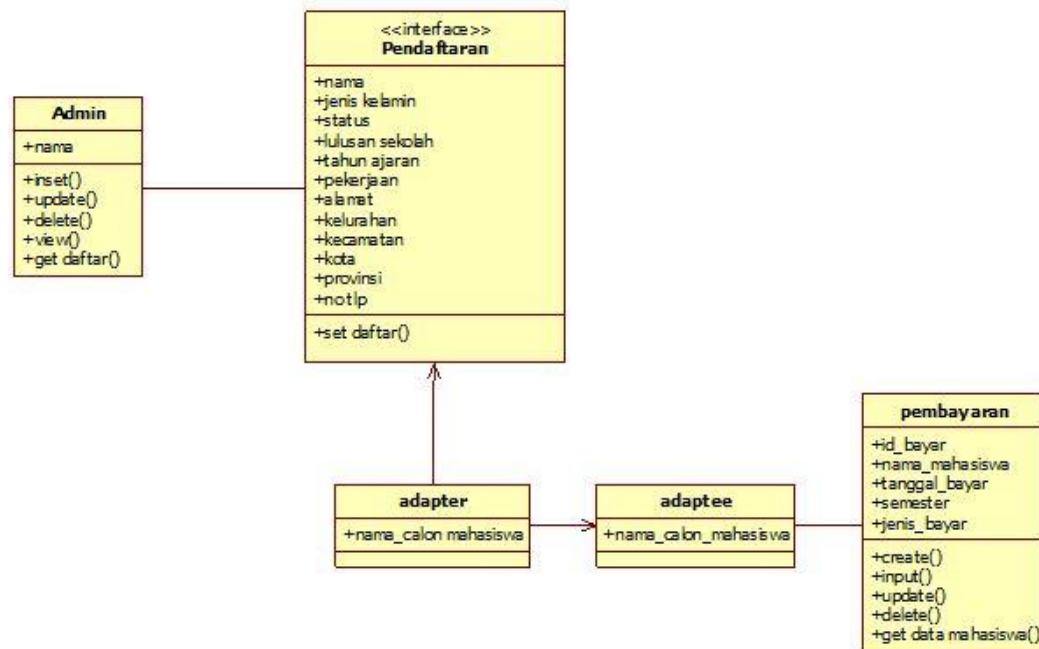 <<interface>>
Pendaftaran
+nama
+jenis kelamin
+status
+lulusan sekolah
+tahun ajaran
+pekerjaan
+alamat
+kelurahan
+kecamatan
+kota
+provinsi
+notlp
+set daftar()
Admin
+nama
+inset()
+update()
+delete()
+view()
+get daftar()
adapter
+nama_calon mahasiswa
adaptee
+nama_calon_mahasiswa
pembayaran
+id_bayar
+nama_mahasiswa
+tanggal_bayar
+semester
+jenis_bayar
+create()
+input()
+update()
+delete()
+get data mahasiswa()